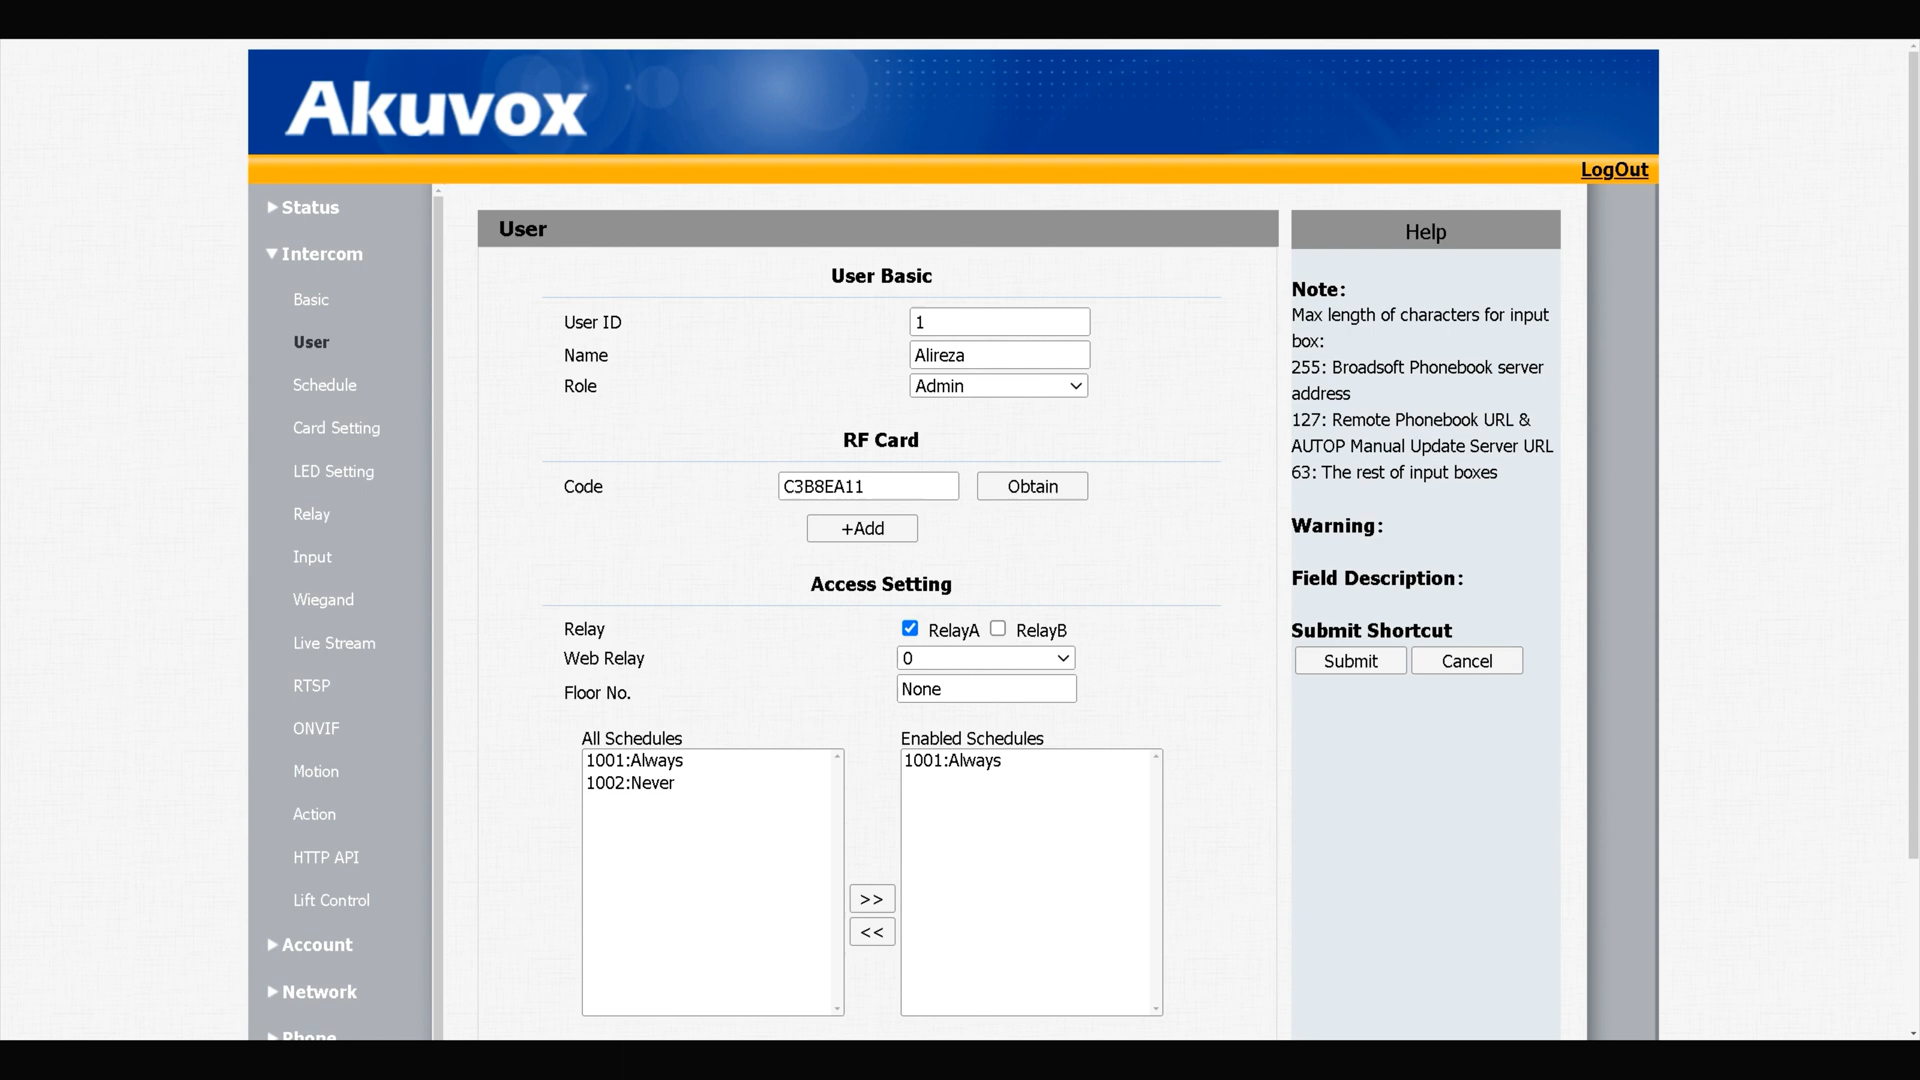 Akuvox
LogOut
Status
Intercom
Basic
User
Schedule
Card Setting
LED Setting
Relay
Input
Wiegand
Live Stream
RTSP
ONVIF
Motion
Action
HTTP API
Lift Control
Account
Network
Phone
User
User Basic
User ID 1
Name Alireza
Role Admin
RF Card
Code C3B8EA11 Obtain
+Add
Access Setting
Relay RelayA RelayB
Web Relay 0
Floor No. None
All Schedules Enabled Schedules
1001:Always 1001:Always
1002:Never
>>
<<
Help
Note:
Max length of characters for input
box:
255: Broadsoft Phonebook server
address
127: Remote Phonebook URL &
AUTOP Manual Update Server URL
63: The rest of input boxes
Warning:
Field Description:
Submit Shortcut
Submit Cancel